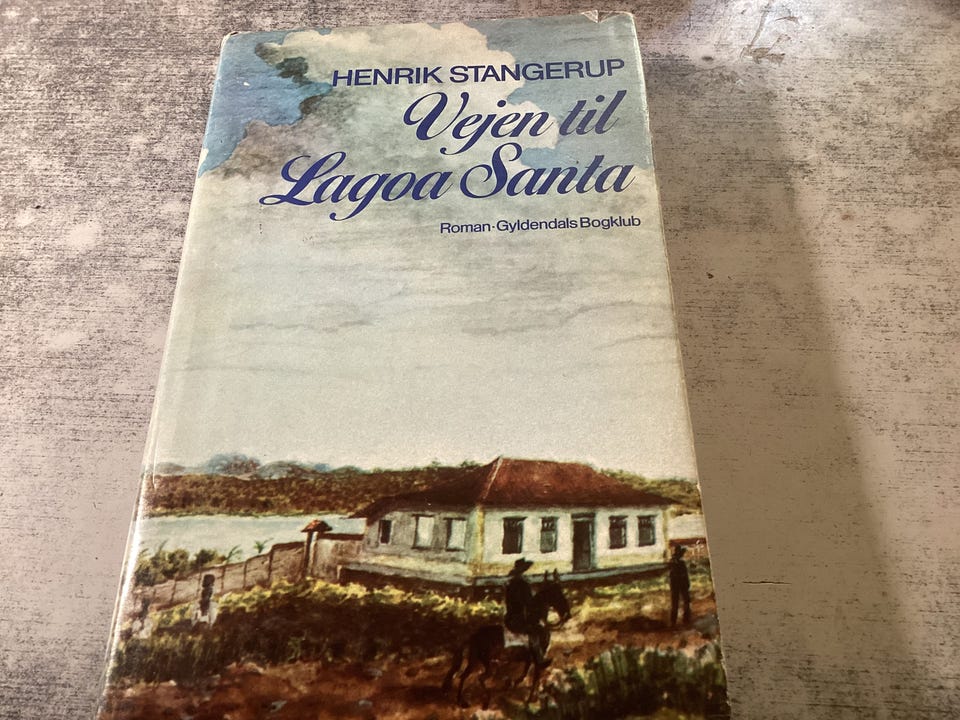 HENRIK STANGERUP
Vejen til
Lagoa Santa
Roman·Gyldendals Bogklub